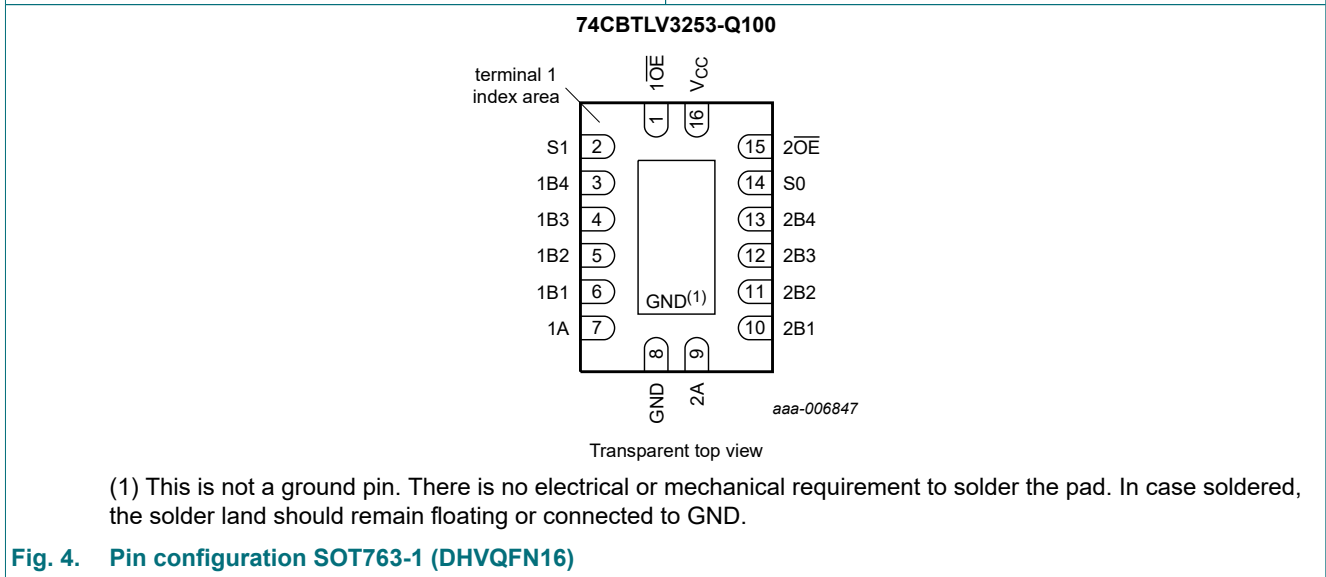 74CBTLV3253-Q100
terminal 1
index area
1O̅E̅
VCC
1
16
S1 2
15 2O̅E̅
1B4 3
14 S0
1B3 4
13 2B4
1B2 5
12 2B3
1B1 6
11 2B2
GND(1)
1A 7
10 2B1
8
9
GND
2A
aaa-006847
Transparent top view
(1) This is not a ground pin. There is no electrical or mechanical requirement to solder the pad. In case soldered,
the solder land should remain floating or connected to GND.
Fig. 4. Pin configuration SOT763-1 (DHVQFN16)